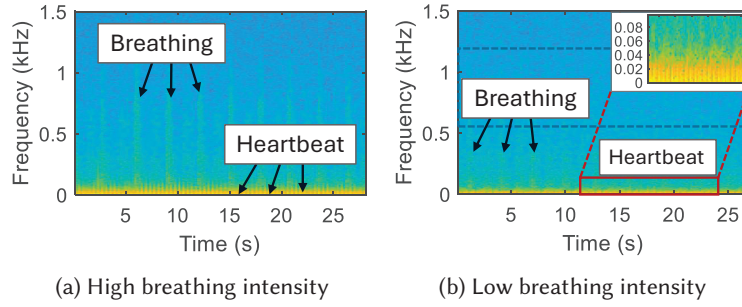 1.5
1
0.5
0
Frequency (kHz)
Breathing
Heartbeat
5 10 15 20 25
Time (s)
(a) High breathing intensity
1.5
1
0.5
0
Frequency (kHz)
0.08
0.06
0.04
0.02
0
Breathing
Heartbeat
5 10 15 20 25
Time (s)
(b) Low breathing intensity